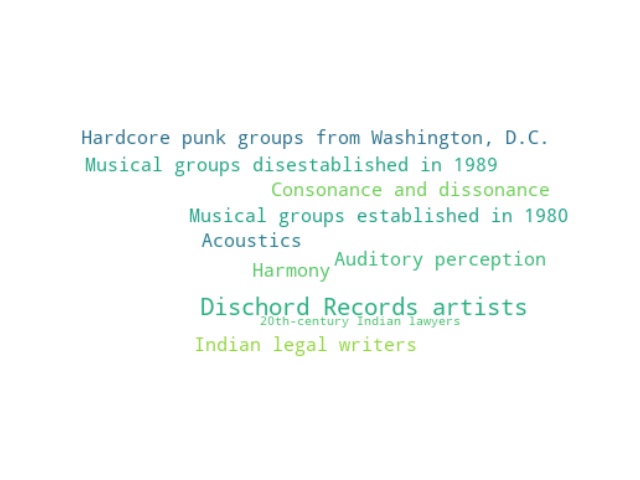 Hardcore punk groups from Washington, D.C.
Musical groups disestablished in 1989
Consonance and dissonance
Musical groups established in 1980
Acoustics
Auditory perception
Harmony
Dischord Records artists
20th-century Indian lawyers
Indian legal writers